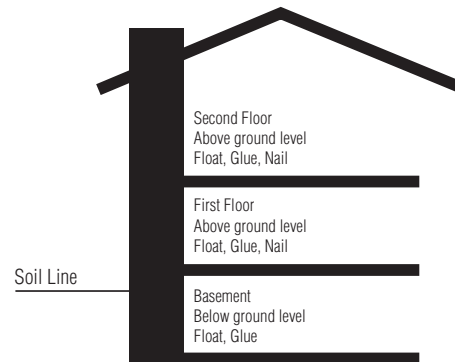 Second Floor
Above ground level
Float, Glue, Nail
First Floor
Above ground level
Float, Glue, Nail
Soil Line
Basement
Below ground level
Float, Glue